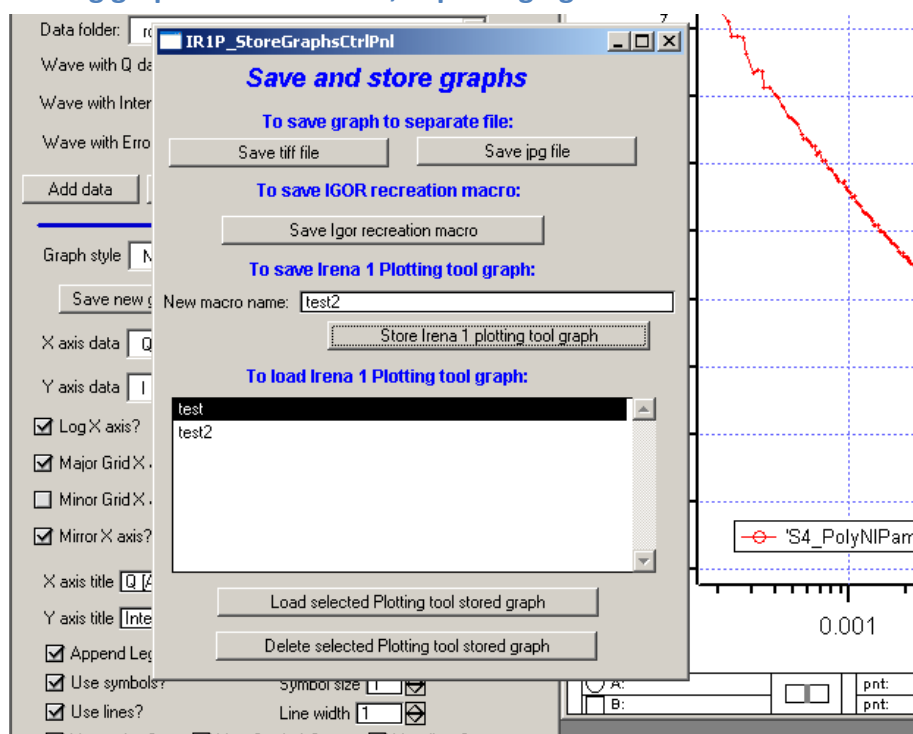 Data folder:
IR1P_StoreGraphsCtrlPnl
Wave with Q
Save and store graphs
Wave with
To save graph to separate file:
Wave with
Save tiff file Save jpg file
Add data
To save IGOR recreation macro:
Save Igor recreation macro
Graph style
To save Irena 1 Plotting tool graph:
Save new
New macro name: test2
Store Irena 1 plotting tool graph
X axis data Q
To load Irena 1 Plotting tool graph:
Y axis data I
test
test2
Log X axis?
Major Grid X
Minor Grid X
Mirror X axis?
'S4_PolyNIPam
X axis title Q [A
Load selected Plotting tool stored graph
Y axis title Inte
0.001
Delete selected Plotting tool stored graph
Append Leg
Use symbols? Symbol size 1
A: pnt:
Use lines? Line width 1
B: pnt: